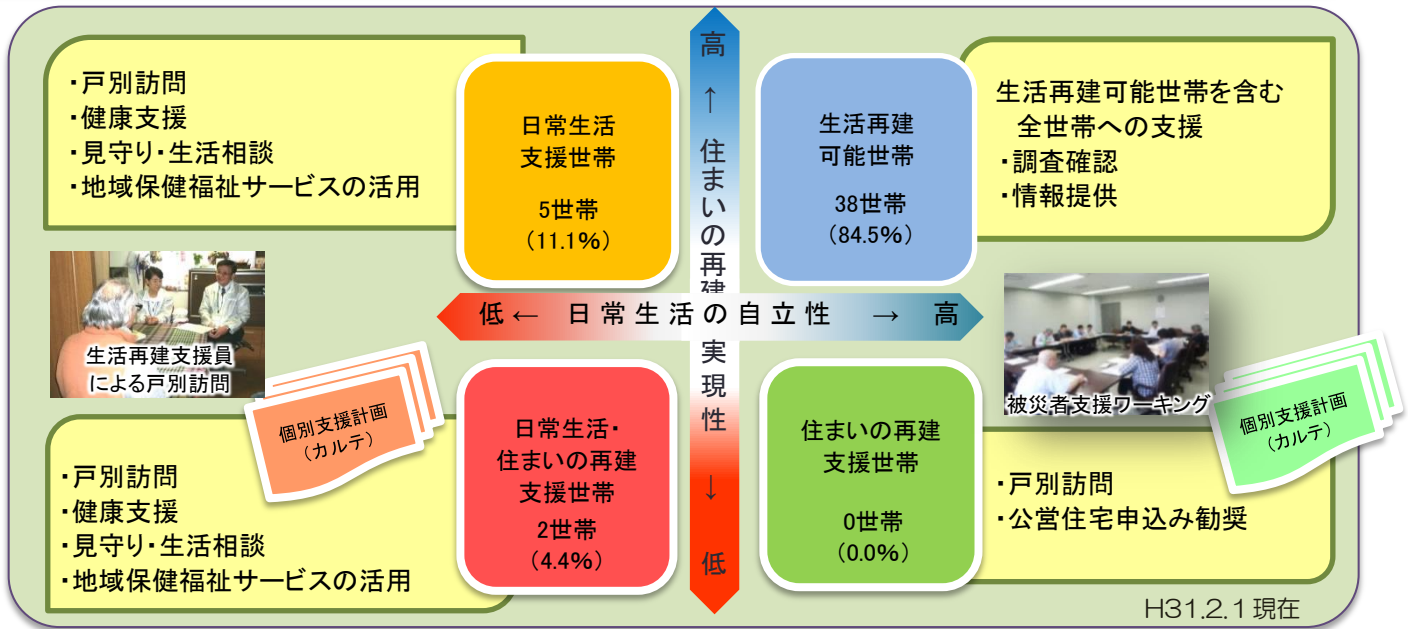 ・戸別訪問
・健康支援
・見守り・生活相談
・地域保健福祉サービスの活用
日常生活
支援世帯
5世帯
（11.1%）
高 ↑ 住まいの再建 実現性 ↓ 低
生活再建
可能世帯
38世帯
（84.5%）
生活再建可能世帯を含む
全世帯への支援
・調査確認
・情報提供
低 ← 日常生活の自立性 → 高
生活再建支援員
による戸別訪問
被災者支援ワーキング
個別支援計画
（カルテ）
・戸別訪問
・健康支援
・見守り・生活相談
・地域保健福祉サービスの活用
日常生活・
住まいの再建
支援世帯
2世帯
（4.4%）
住まいの再建
支援世帯
0世帯
（0.0%）
個別支援計画
（カルテ）
・戸別訪問
・公営住宅申込み勧奨
H31.2.1 現在